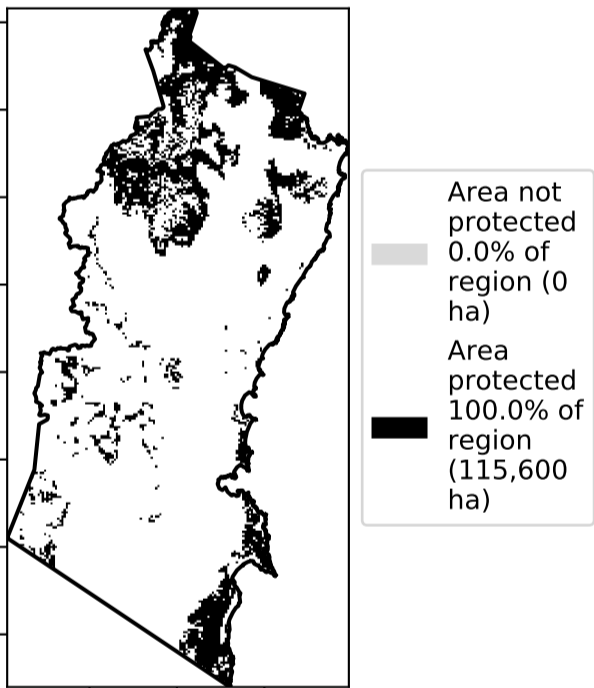 Area not
protected
0.0% of
region (0
ha)
Area
protected
100.0% of
region
(115,600
ha)